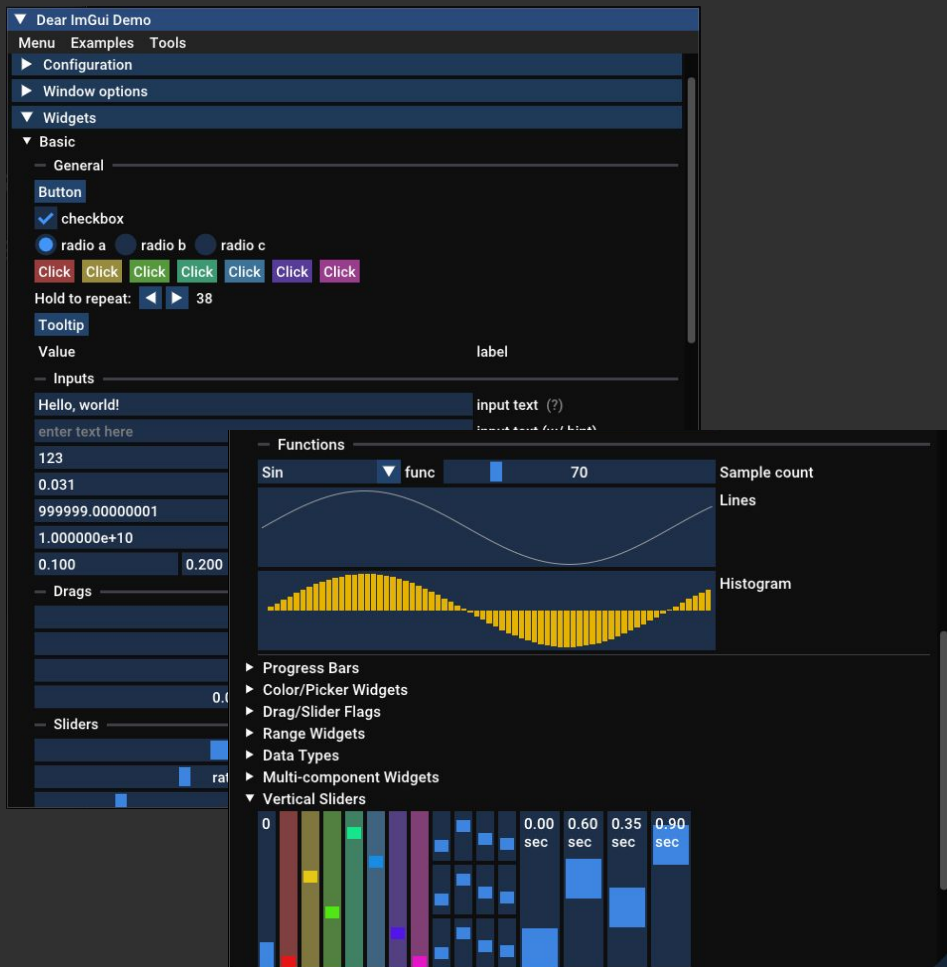 Dear ImGui Demo
Menu Examples Tools
Configuration
Window options
Widgets
Basic
General
Button
checkbox
radio a radio b radio c
Click Click Click Click Click Click Click
Hold to repeat: 38
Tooltip
Value label
Inputs
Hello, world! input text (?)
enter text here input text (w/ hint)
123
0.031
999999.00000001
1.000000e+10
0.100 0.200
Drags
Sliders
Functions
Sin func 70 Sample count
Lines
Histogram
Progress Bars
Color/Picker Widgets
Drag/Slider Flags
Range Widgets
Data Types
Multi-component Widgets
Vertical Sliders
0 0.00 0.60 0.35 0.90
sec sec sec sec